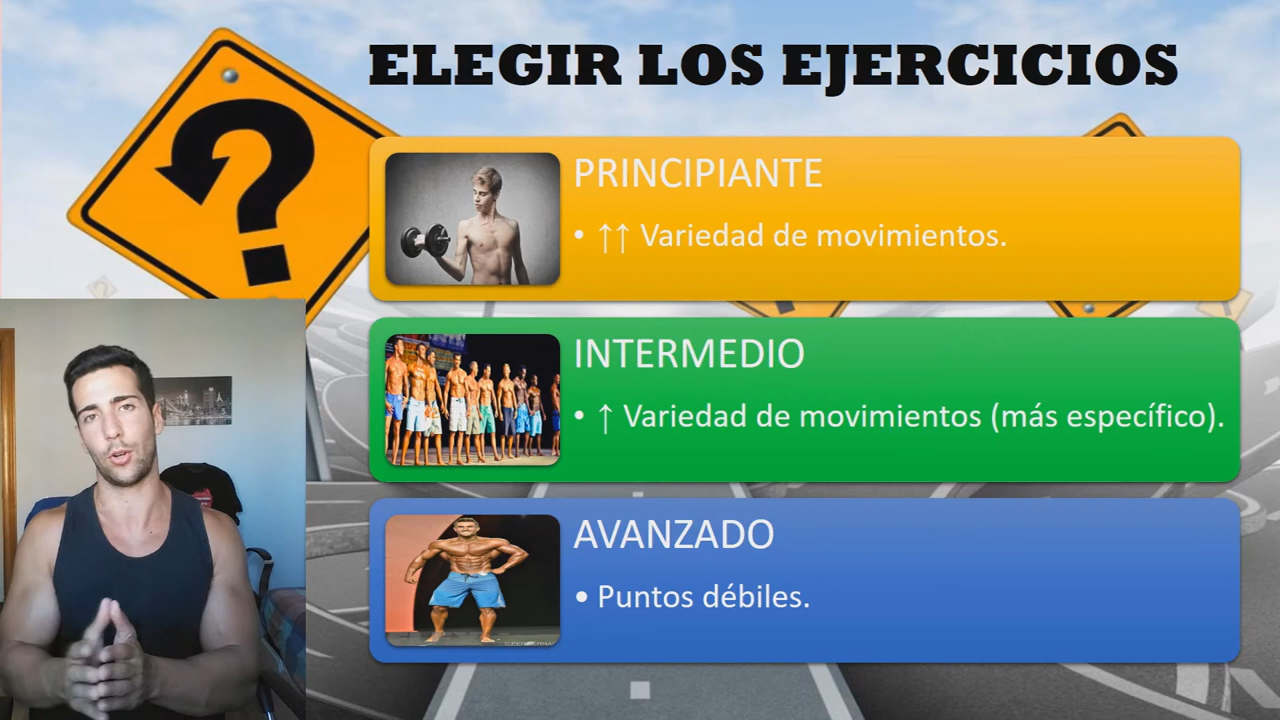 ELEGIR LOS EJERCICIOS
PRINCIPIANTE
• ↑↑ Variedad de movimientos.
INTERMEDIO
• ↑ Variedad de movimientos (más específico).
AVANZADO
• Puntos débiles.